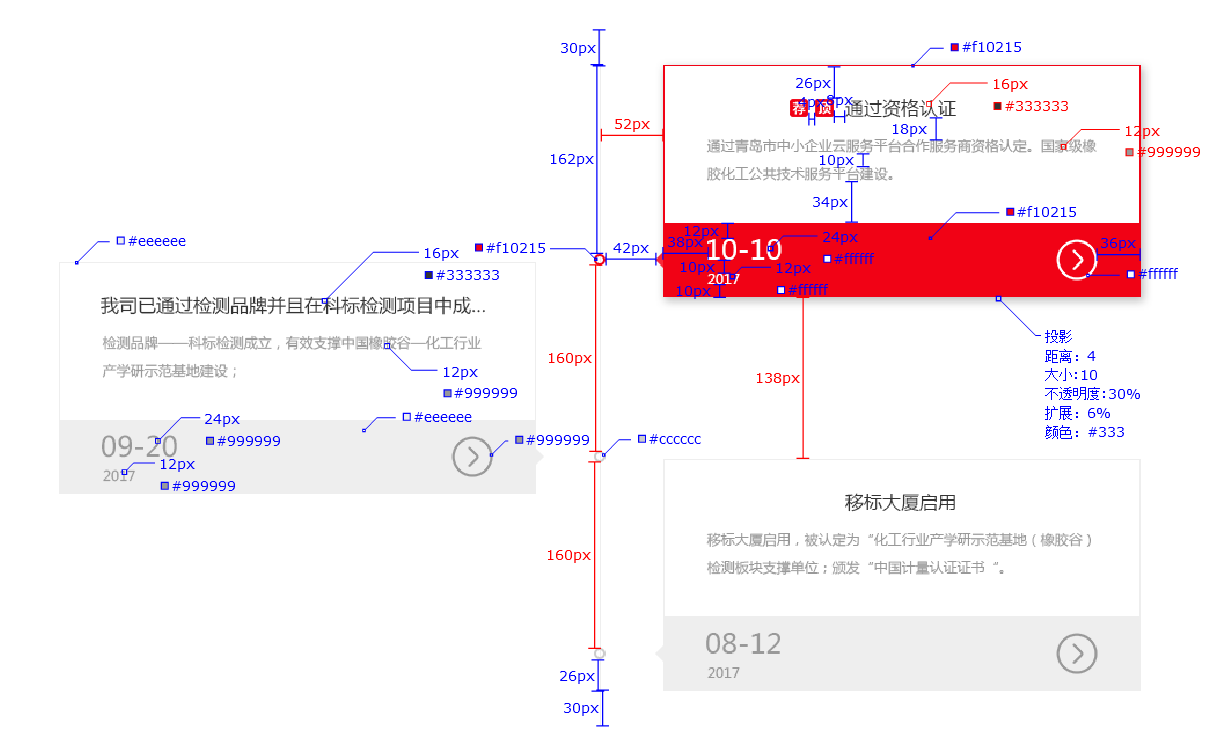 30px
#f10215
26px
16px
4px
8px
荐 顶 通过资格认证
#333333
52px
18px
12px
162px
通过青岛市中小企业云服务平台合作服务商资格认定。国家级橡
#999999
10px
胶化工公共技术服务平台建设。
34px
#f10215
#eeeeee
16px
#f10215
42px
12px
38px
24px
36px
10-10
#ffffff
10px
12px
#ffffff
2017
10px
#ffffff
#333333
我司已通过检测品牌并且在科标检测项目中成...
检测品牌——科标检测成立，有效支撑中国橡胶谷—化工行业
产学研示范基地建设；
12px
#999999
160px
138px
投影
距离：4
大小:10
不透明度:30%
扩展：6%
颜色：#333
24px
#eeeeee
09-20
#999999
#999999
#cccccc
12px
2017
#999999
移标大厦启用
移标大厦启用，被认定为“化工行业产学研示范基地（橡胶谷）
检测板块支撑单位；颁发“中国计量认证证书“。
160px
08-12
2017
26px
30px